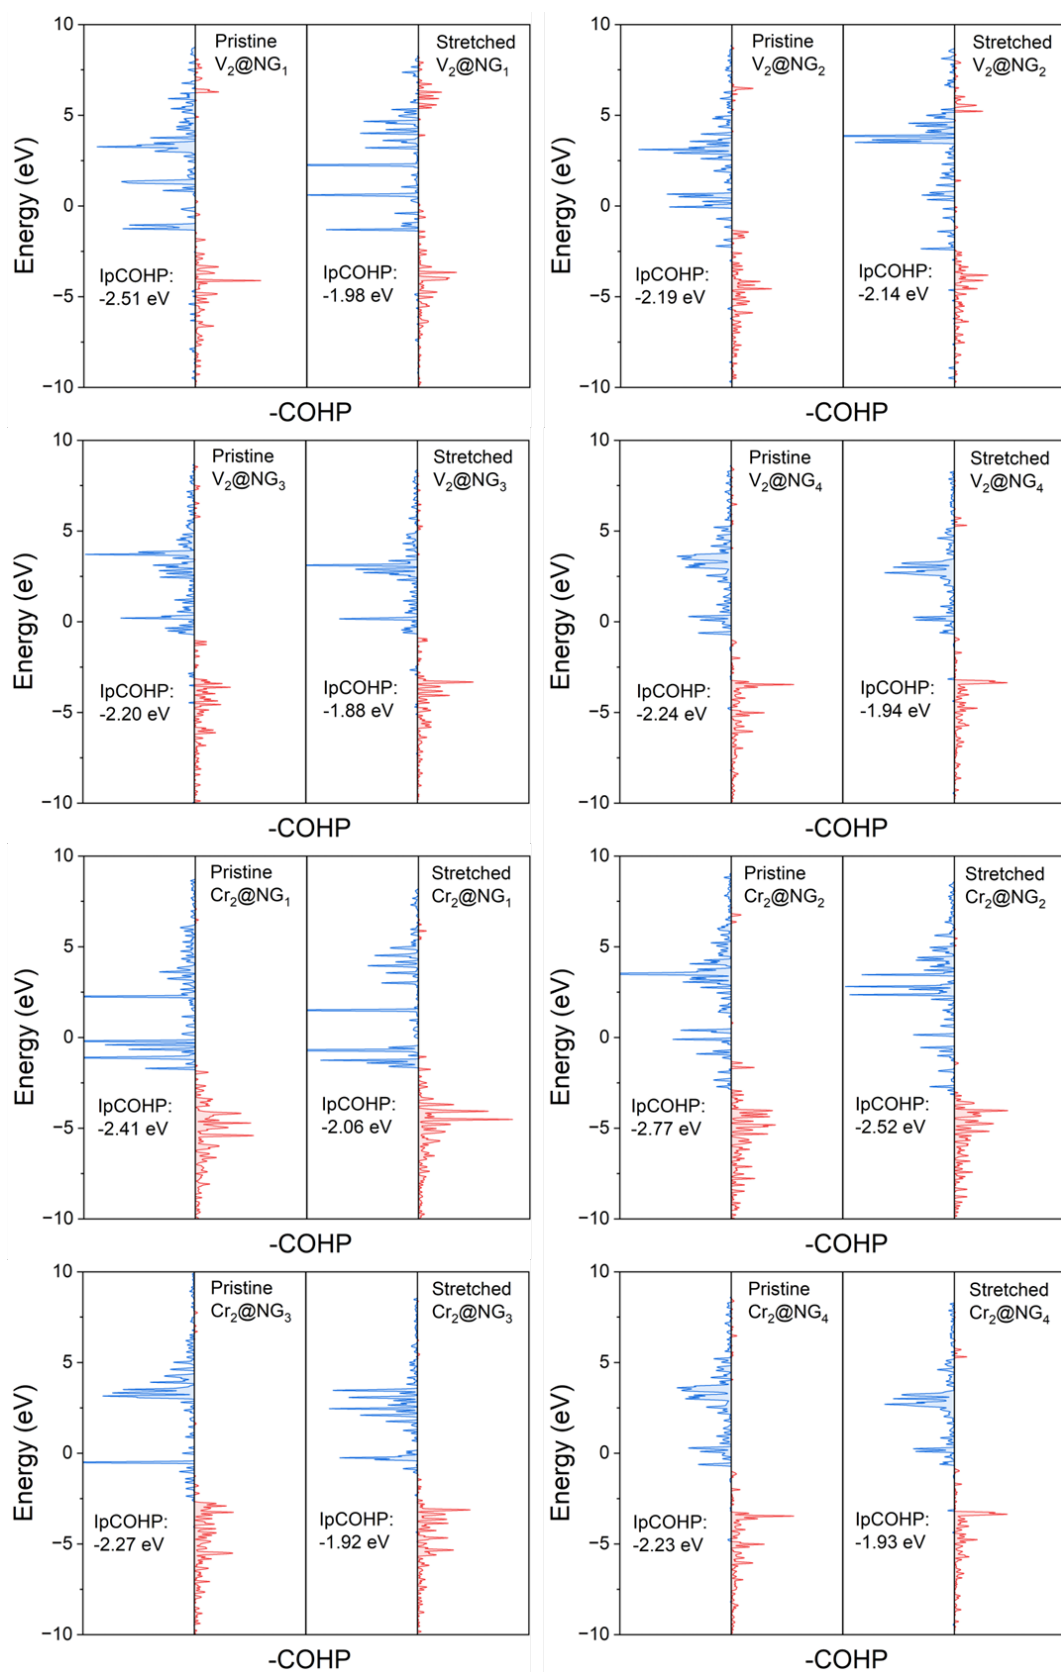 10
5
0
−5
−10
Energy (eV)
Pristine
V₂@NG₁
IpCOHP:
-2.51 eV
Stretched
V₂@NG₁
IpCOHP:
-1.98 eV
-COHP
10
5
0
−5
−10
Energy (eV)
Pristine
V₂@NG₂
IpCOHP:
-2.19 eV
Stretched
V₂@NG₂
IpCOHP:
-2.14 eV
-COHP
10
5
0
−5
−10
Energy (eV)
Pristine
V₂@NG₃
IpCOHP:
-2.20 eV
Stretched
V₂@NG₃
IpCOHP:
-1.88 eV
-COHP
10
5
0
−5
−10
Energy (eV)
Pristine
V₂@NG₄
IpCOHP:
-2.24 eV
Stretched
V₂@NG₄
IpCOHP:
-1.94 eV
-COHP
10
5
0
−5
−10
Energy (eV)
Pristine
Cr₂@NG₁
IpCOHP:
-2.41 eV
Stretched
Cr₂@NG₁
IpCOHP:
-2.06 eV
-COHP
10
5
0
−5
−10
Energy (eV)
Pristine
Cr₂@NG₂
IpCOHP:
-2.77 eV
Stretched
Cr₂@NG₂
IpCOHP:
-2.52 eV
-COHP
10
5
0
−5
−10
Energy (eV)
Pristine
Cr₂@NG₃
IpCOHP:
-2.27 eV
Stretched
Cr₂@NG₃
IpCOHP:
-1.92 eV
-COHP
10
5
0
−5
−10
Energy (eV)
Pristine
Cr₂@NG₄
IpCOHP:
-2.23 eV
Stretched
Cr₂@NG₄
IpCOHP:
-1.93 eV
-COHP